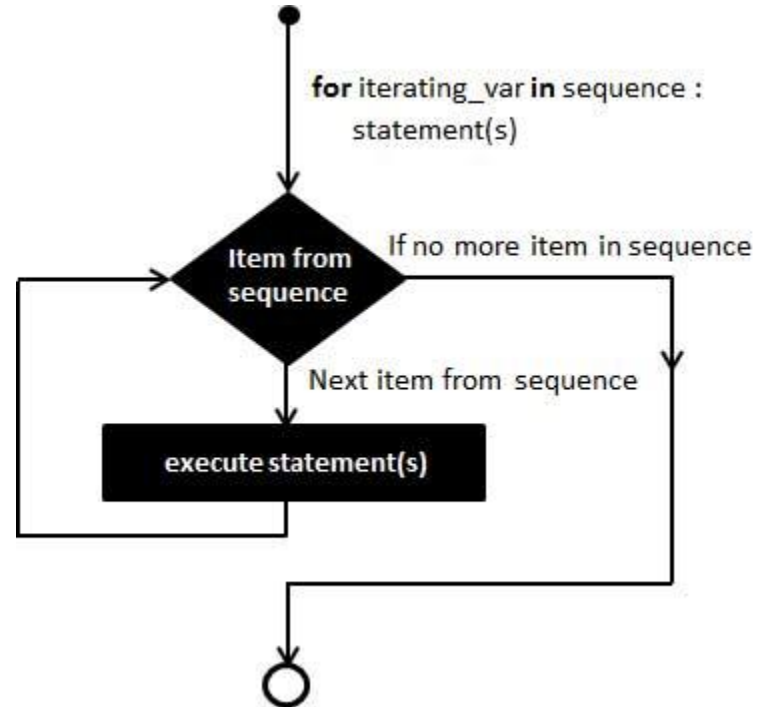 for iterating_var in sequence :
statement(s)
If no more item in sequence
Item from
sequence
Next item from sequence
execute statement(s)